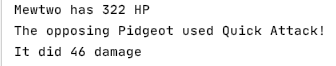 Mewtwo has 322 HP
The opposing Pidgeot used Quick Attack!
It did 46 damage